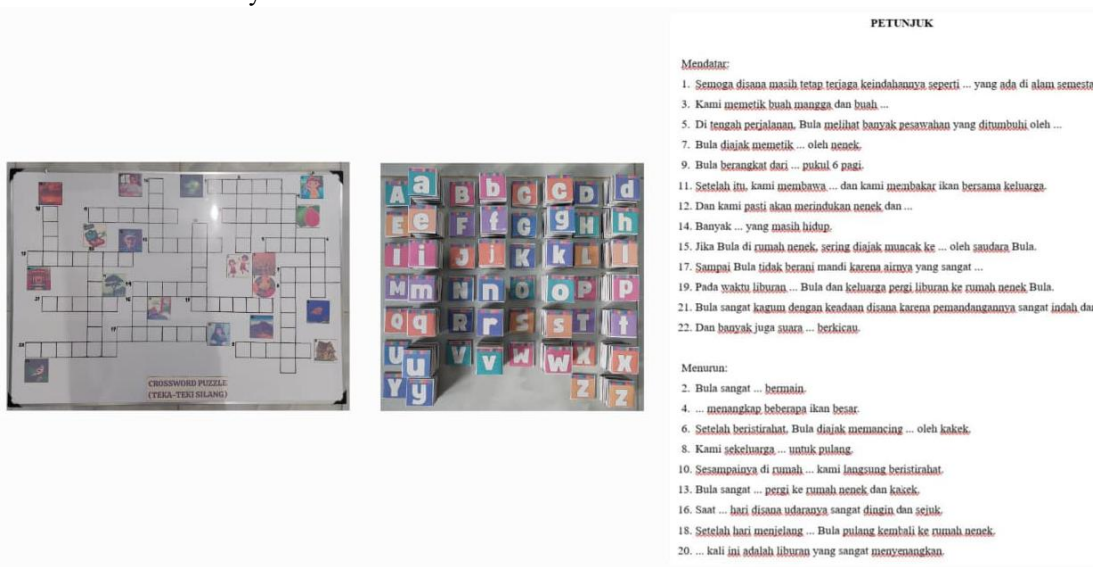 CROSSWORD PUZZLE
(TEKA-TEKI SILANG)
A a B b C c D d
E e F f G g H h
I i J j K k L l
M m N n O o P p
Q q R r S s T t
U u V v W w X x
Y y Z z
PETUNJUK
Mendatar:
1. Semoga disana masih tetap terjaga keindahannya seperti ... yang ada di alam semesta
3. Kami memetik buah mangga dan buah ...
5. Di tengah perjalanan, Bula melihat banyak pesawahan yang ditumbuhi oleh ...
7. Bula diajak memetik ... oleh nenek.
9. Bula berangkat dari ... pukul 6 pagi.
11. Setelah itu, kami membawa ... dan kami membakar ikan bersama keluarga.
12. Dan kami pasti akan merindukan nenek dan ...
14. Banyak ... yang masih hidup.
15. Jika Bula di rumah nenek, sering diajak muncak ke ... oleh saudara Bula.
17. Sampai Bula tidak berani mandi karena airnya yang sangat ...
19. Pada waktu liburan ... Bula dan keluarga pergi liburan ke rumah nenek Bula.
21. Bula sangat kagum dengan keadaan disana karena pemandangannya sangat indah da
22. Dan banyak juga suara ... berkicau.
Menurun:
2. Bula sangat ... bermain.
4. ... menangkap beberapa ikan besar.
6. Setelah beristirahat, Bula diajak memancing ... oleh kakek.
8. Kami sekeluarga ... untuk pulang.
10. Sesampainya di rumah ... kami langsung beristirahat.
13. Bula sangat ... pergi ke rumah nenek dan kakek.
16. Saat ... hari disana udaranya sangat dingin dan sejuk.
18. Setelah hari menjelang ... Bula pulang kembali ke rumah nenek.
20. ... kali ini adalah liburan yang sangat menyenangkan.